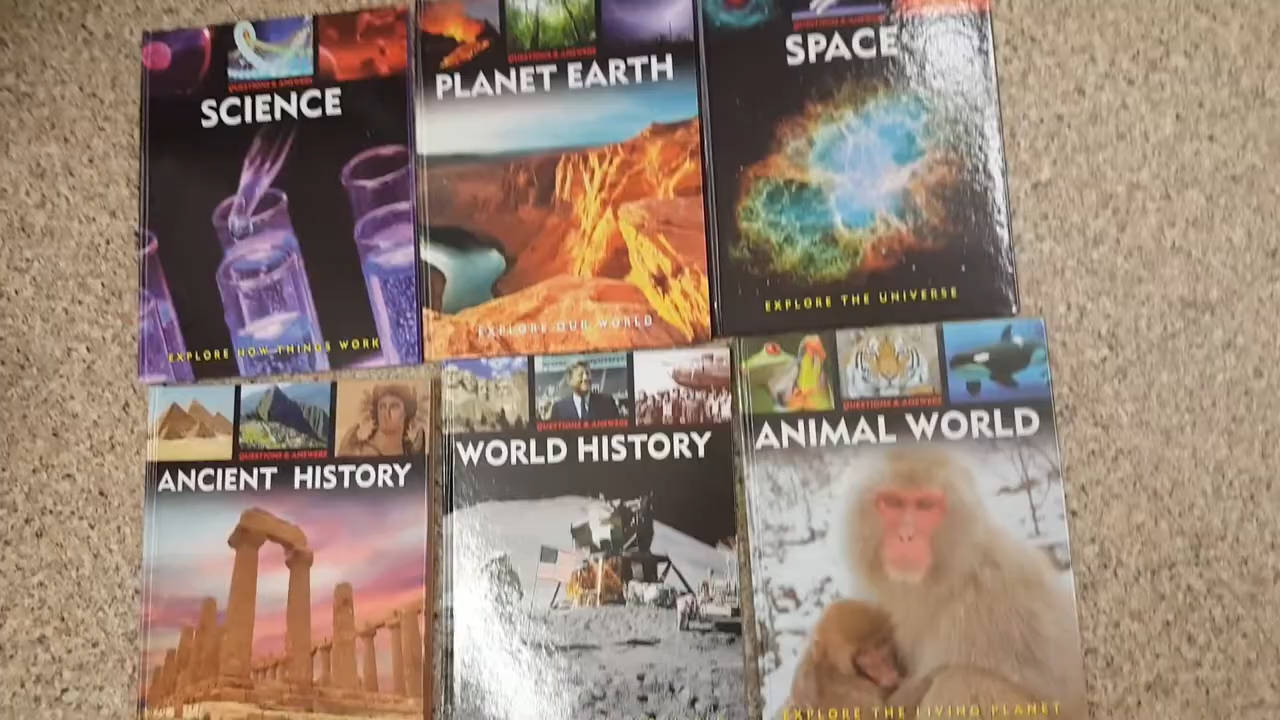 QUESTIONS & ANSWERS
SCIENCE
EXPLORE HOW THINGS WORK
QUESTIONS & ANSWERS
PLANET EARTH
EXPLORE OUR WORLD
QUESTIONS & ANSWERS
SPACE
EXPLORE THE UNIVERSE
QUESTIONS & ANSWERS
ANCIENT HISTORY
QUESTIONS & ANSWERS
WORLD HISTORY
QUESTIONS & ANSWERS
ANIMAL WORLD
EXPLORE THE LIVING PLANET